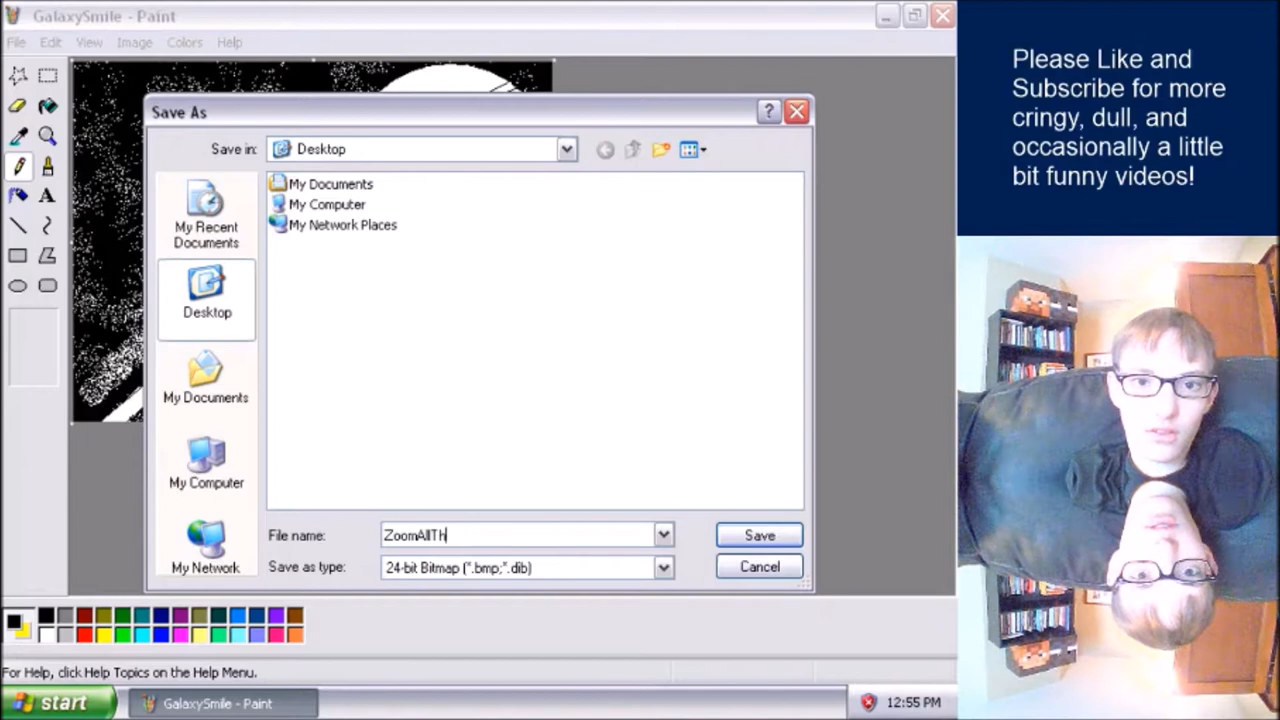 GalaxySmile - Paint
File Edit View Image Colors Help
Please Like and
Subscribe for more
cringy, dull, and
occasionally a little
bit funny videos!
Save As
Save in: Desktop
My Recent
Documents
Desktop
My Documents
My Computer
My Network
My Documents
My Computer
My Network Places
File name: ZoomAllTh
Save
Save as type: 24-bit Bitmap (*.bmp;*.dib)
Cancel
For Help, click Help Topics on the Help Menu.
start
GalaxySmile - Paint
12:55 PM